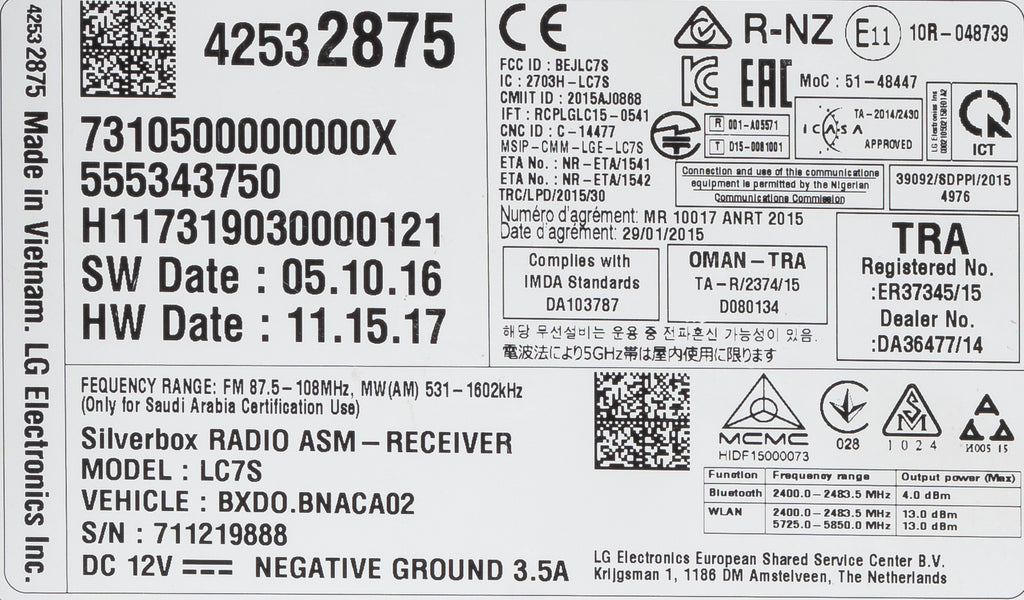 42532875 Made in Vietnam. LG Electronics Inc.
42532875
7310500000000X
555343750
H117319030000121
SW Date : 05.10.16
HW Date : 11.15.17
CE
FCC ID : BEJLC7S
IC : 2703H-LC7S
CMIIT ID : 2015AJ0868
IFT : RCPLGLC15-0541
CNC ID : C-14477
MSIP-CMM-LGE-LC7S
ETA No. : NR-ETA/1541
ETA No. : NR-ETA/1542
TRC/LPD/2015/30
Numéro d'agrément: MR 10017 ANRT 2015
Date d'agrément: 29/01/2015
R-NZ E11 10R-048739
EAC MoC : 51-48447
R 001-A05571
T D15-0081001
ICASA TA-2014/2430
APPROVED
LG Electronics Inc
ICT
Connection and use of this communications
equipment is permitted by the Nigerian
Communications Commission
39092/SDPPI/2015
4976
Complies with
IMDA Standards
DA103787
OMAN-TRA
TA-R/2374/15
D080134
TRA
Registered No.
:ER37345/15
Dealer No.
:DA36477/14
해당 무선설비는 운용 중 전파혼신 가능성이 있음.
電波法により5GHz帯は屋内使用に限ります
FEQUENCY RANGE: FM 87.5-108MHz, MW(AM) 531-1602kHz
(Only for Saudi Arabia Certification Use)
Silverbox RADIO ASM-RECEIVER
MODEL : LC7S
VEHICLE : BXDO.BNACA02
S/N : 711219888
DC 12V NEGATIVE GROUND 3.5A
MCMC
HIDF15000073
028
1024
Function Frequency range Output power (Max)
Bluetooth 2400.0-2483.5 MHz 4.0 dBm
WLAN 2400.0-2483.5 MHz 13.0 dBm
5725.0-5850.0 MHz 13.0 dBm
LG Electronics European Shared Service Center B.V.
Krijgsman 1, 1186 DM Amstelveen, The Netherlands